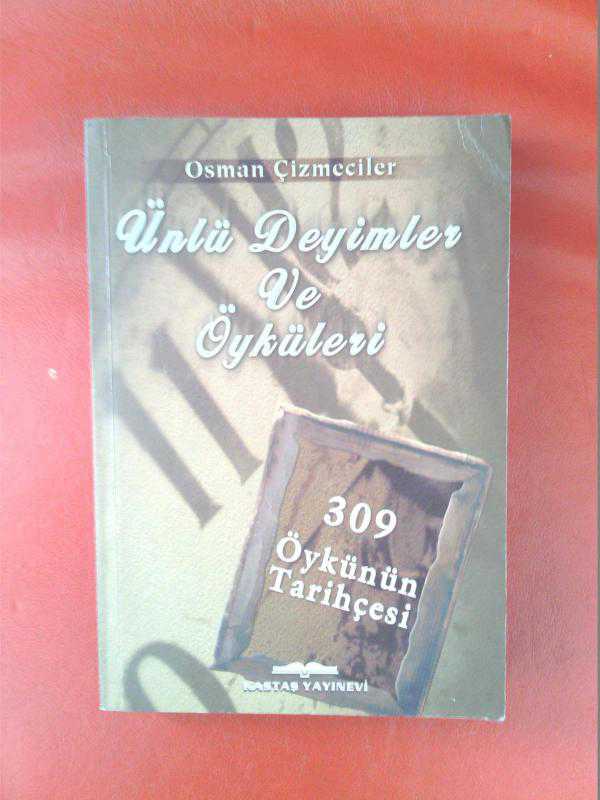 Osman Çizmeciler
Ünlü Deyimler
Ve
Öyküleri
309
Öykünün
Tarihçesi
KASTAŞ YAYINEVİ